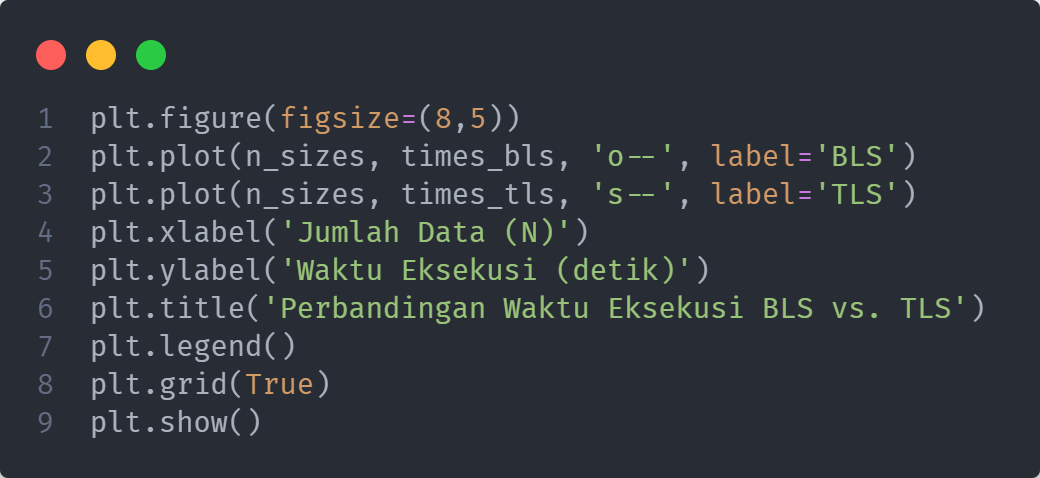 1 plt.figure(figsize=(8,5))
2 plt.plot(n_sizes, times_bls, 'o--', label='BLS')
3 plt.plot(n_sizes, times_tls, 's--', label='TLS')
4 plt.xlabel('Jumlah Data (N)')
5 plt.ylabel('Waktu Eksekusi (detik)')
6 plt.title('Perbandingan Waktu Eksekusi BLS vs. TLS')
7 plt.legend()
8 plt.grid(True)
9 plt.show()